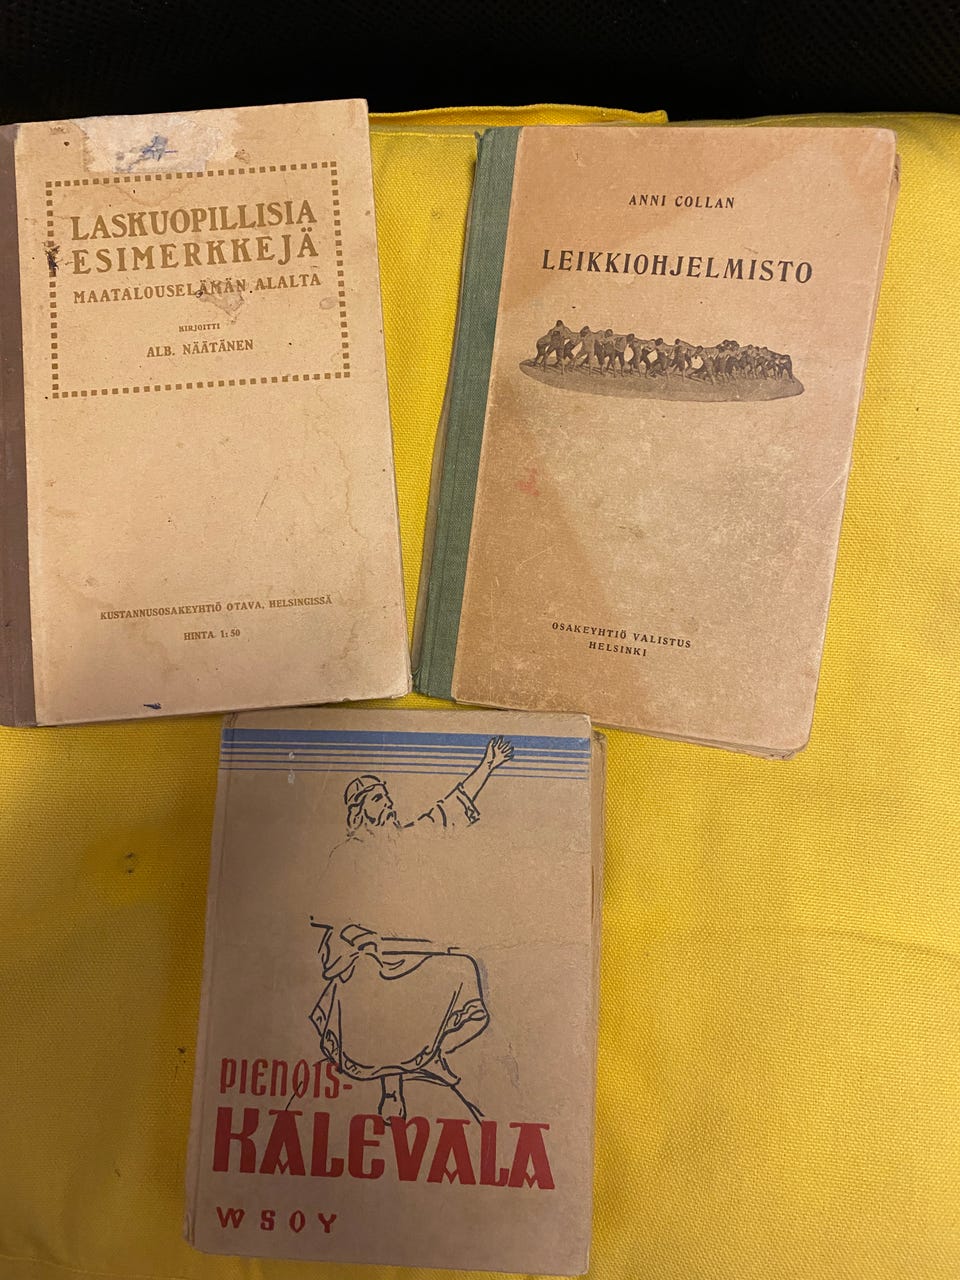 LASKUOPILLISIA
ESIMERKKEJÄ
MAATALOUSELÄMÄN ALALTA
KIRJOITTI
ALB. NÄÄTÄNEN
KUSTANNUSOSAKEYHTIÖ OTAVA, HELSINGISSÄ
HINTA 1:50
ANNI COLLAN
LEIKKIOHJELMISTO
OSAKEYHTIÖ VALISTUS
HELSINKI
PIENOIS-
KALEVALA
WSOY